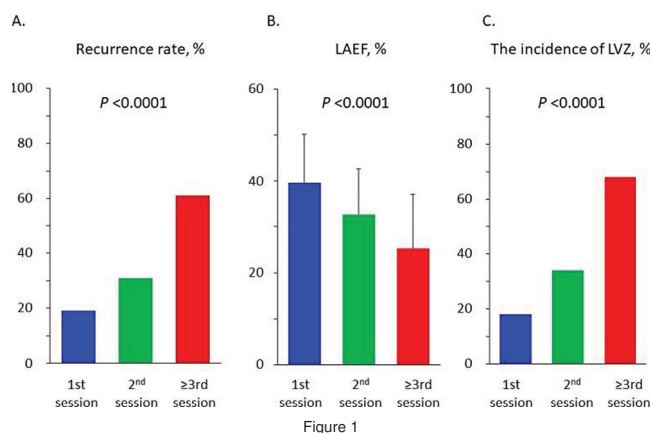 A.
Recurrence rate, %
P <0.0001
100
80
60
40
20
0
1st session
2nd session
≥3rd session
B.
LAEF, %
P <0.0001
60
40
20
0
1st session
2nd session
≥3rd session
C.
The incidence of LVZ, %
P <0.0001
100
80
60
40
20
0
1st session
2nd session
≥3rd session
Figure 1